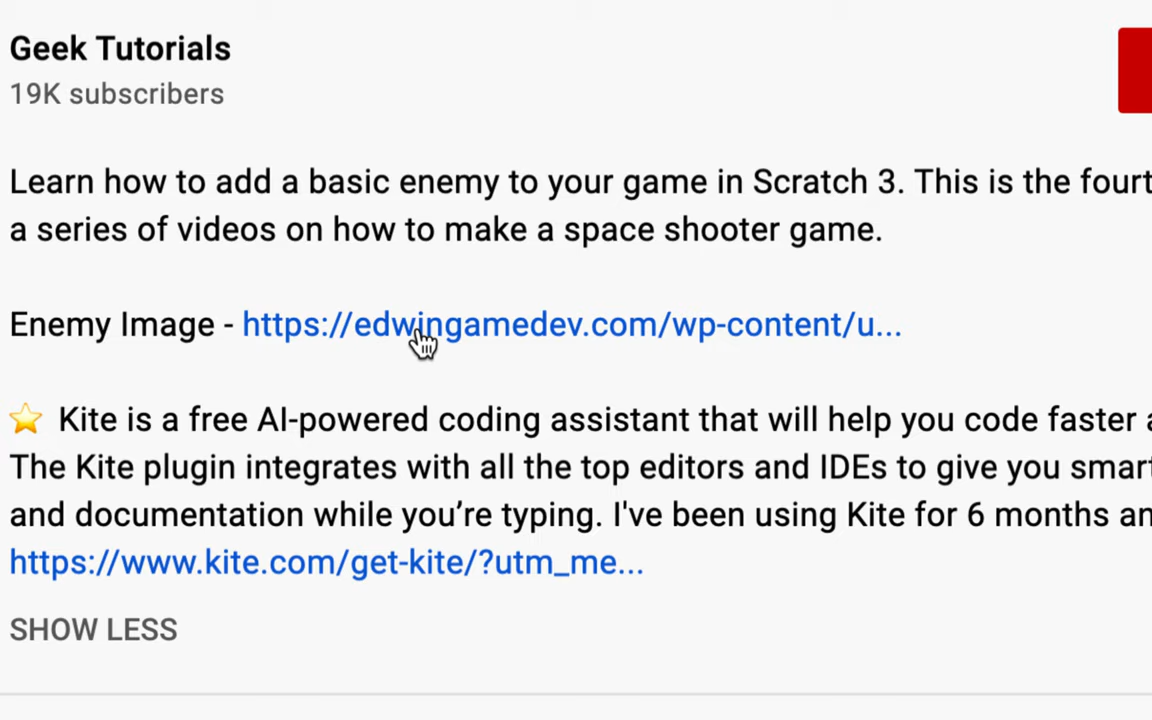 Geek Tutorials
19K subscribers
Learn how to add a basic enemy to your game in Scratch 3. This is the
a series of videos on how to make a space shooter game.
Enemy Image - https://edwingamedev.com/wp-content/u...
⭐ Kite is a free AI-powered coding assistant that will help you code faster
The Kite plugin integrates with all the top editors and IDEs to give you
and documentation while you’re typing. I've been using Kite for 6 months
https://www.kite.com/get-kite/?utm_me...
SHOW LESS